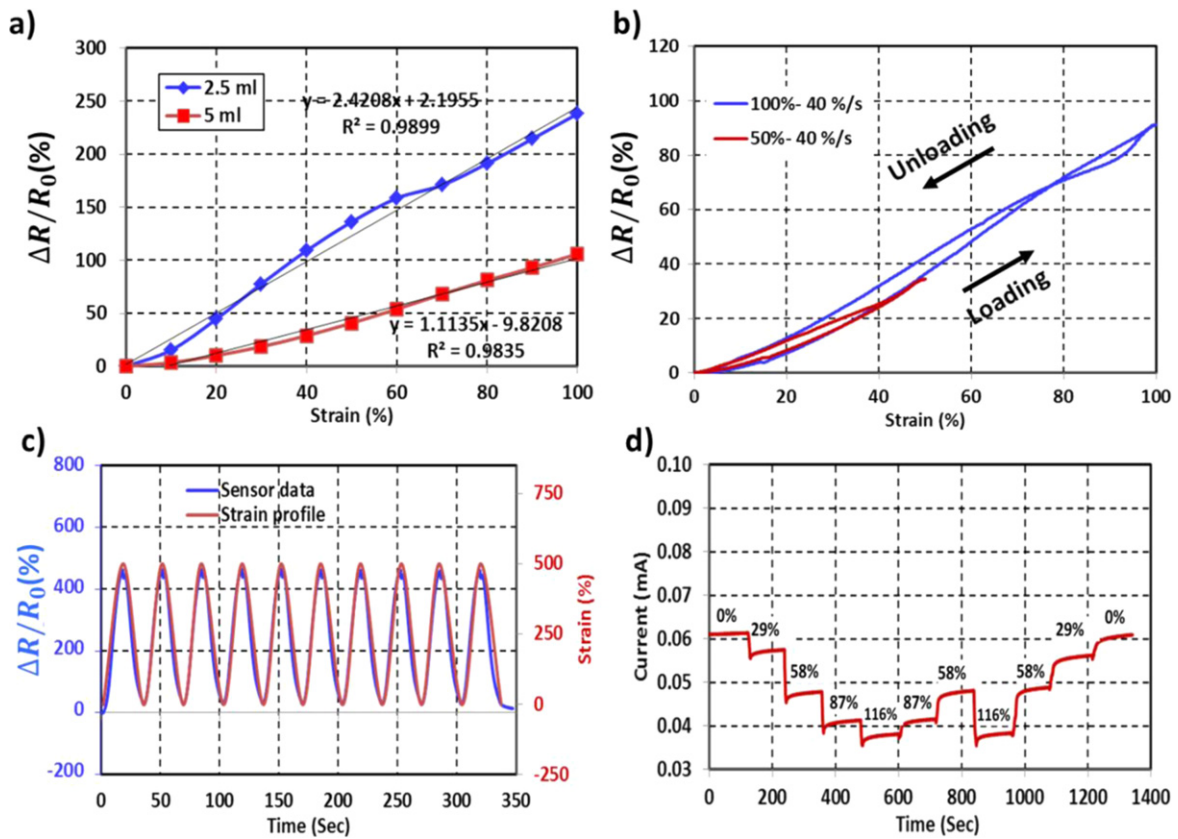 a)
300
250
200
150
100
50
0
ΔR/R₀(%)
2.5 ml
5 ml
y = 2.4208x + 2.1955
R² = 0.9899
y = 1.1135x - 9.8208
R² = 0.9835
0 20 40 60 80 100
Strain (%)
b)
120
100
80
60
40
20
0
ΔR/R₀(%)
100%- 40 %/s
50%- 40 %/s
Unloading
Loading
0 20 40 60 80 100
Strain (%)
c)
800
600
400
200
0
-200
ΔR/R₀(%)
Sensor data
Strain profile
750
500
250
0
-250
Strain (%)
0 50 100 150 200 250 300 350
Time (Sec)
d)
0.10
0.09
0.08
0.07
0.06
0.05
0.04
0.03
Current (mA)
0%
29%
58%
87%
116%
87%
58%
116%
58%
29%
0%
0 200 400 600 800 1000 1200 1400
Time (Sec)